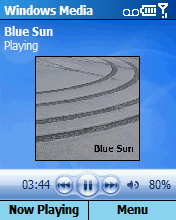 Windows Media
Blue Sun
Playing
Blue Sun
03:44 80%
Now Playing Menu